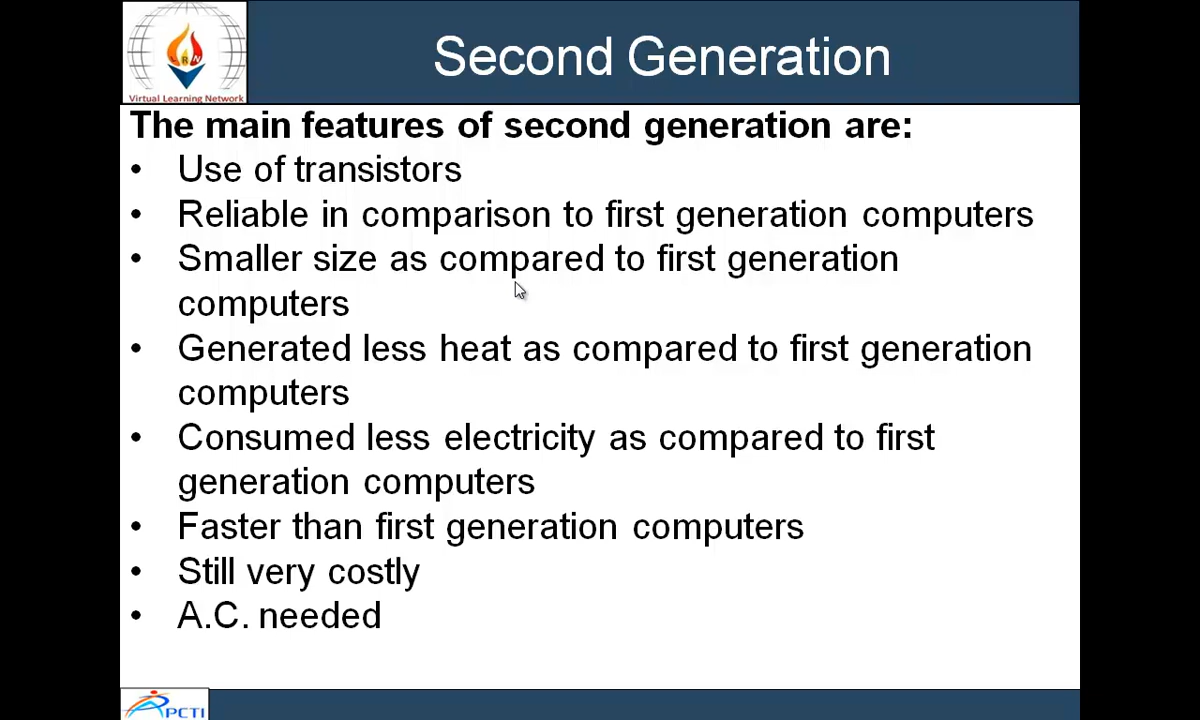 Second Generation
RN
Virtual Learning Network
The main features of second generation are:
• Use of transistors
• Reliable in comparison to first generation computers
• Smaller size as compared to first generation
computers
• Generated less heat as compared to first generation
computers
• Consumed less electricity as compared to first
generation computers
• Faster than first generation computers
• Still very costly
• A.C. needed
PCTI